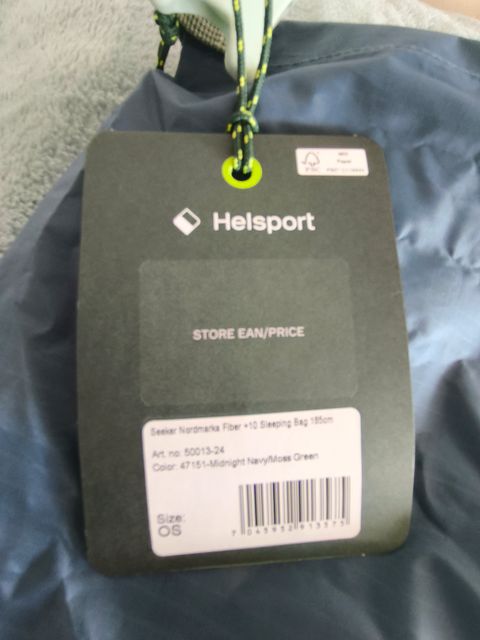 FSC
Helsport
STORE EAN/PRICE
Seeker Nordmarka Fiber +10 Sleeping Bag 185cm
Art. no. 50013-24
Color: 47151-Midnight Navy/Moss Green
Size:
OS